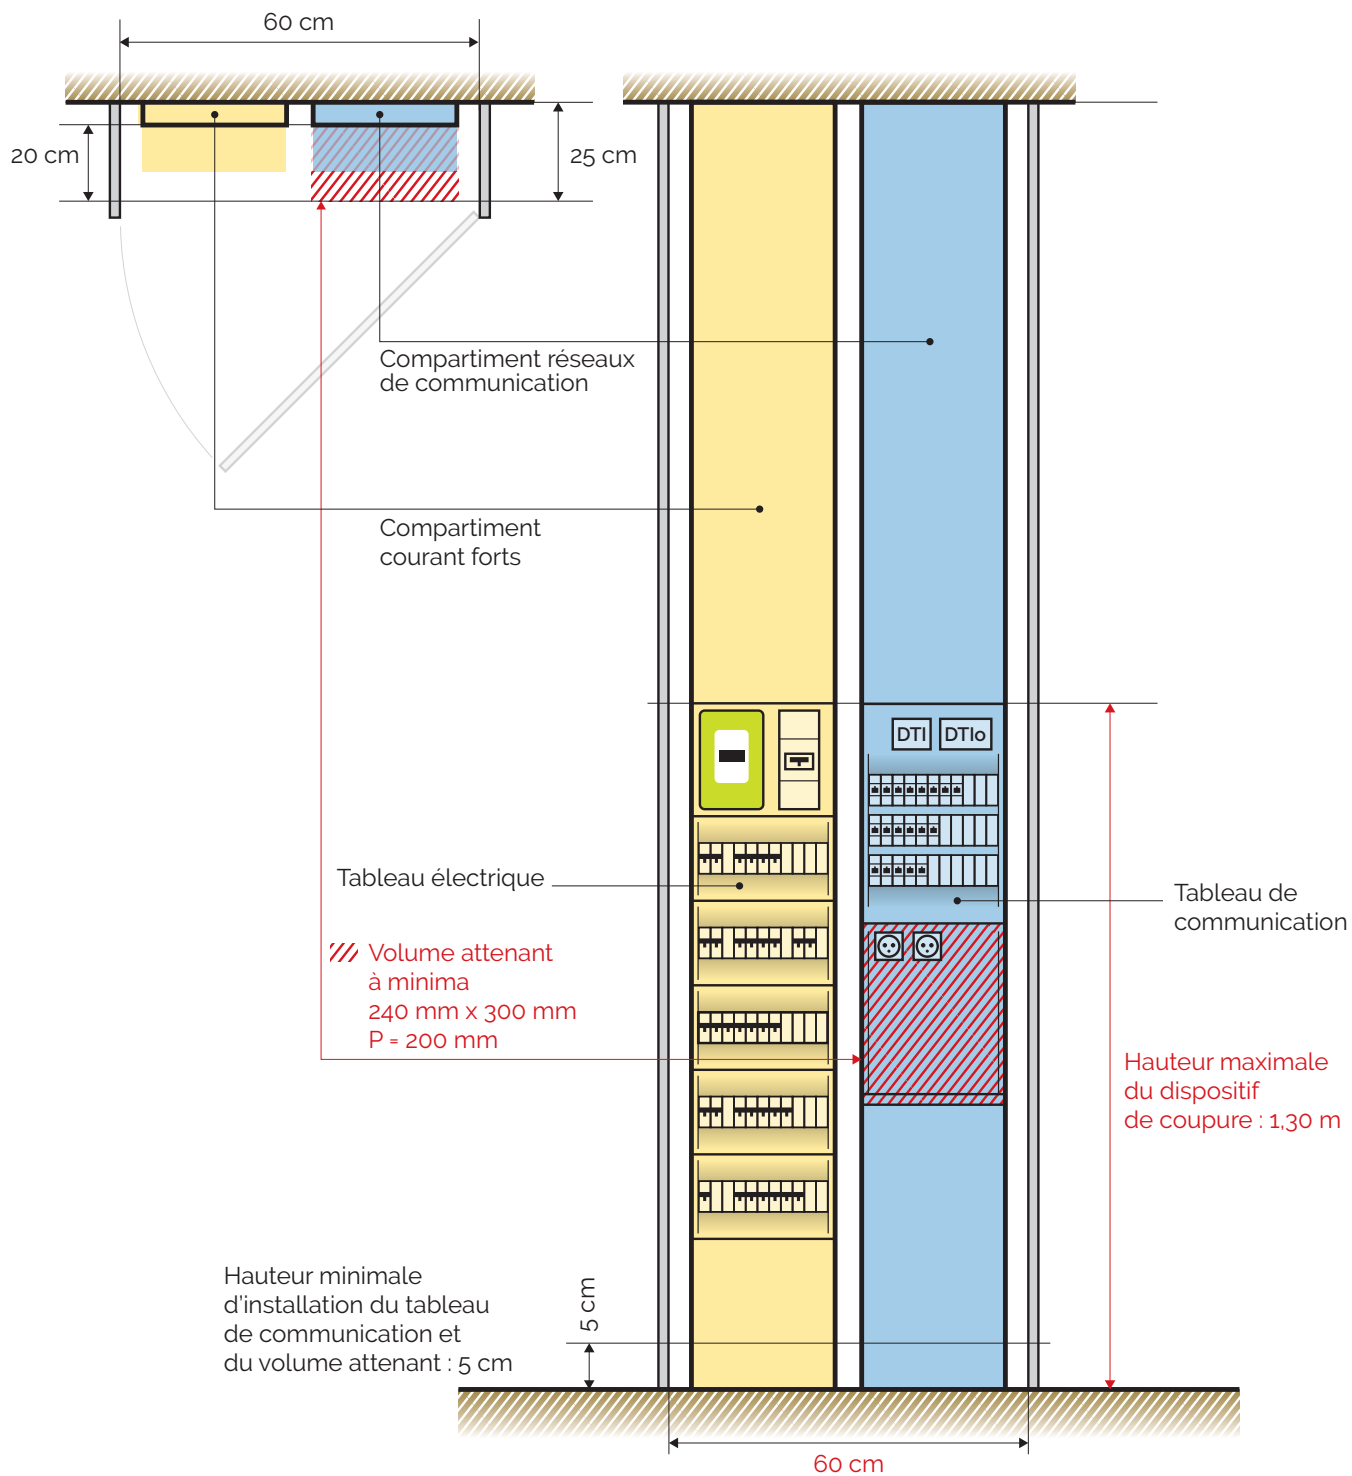 60 cm
20 cm
25 cm
Compartiment réseaux
de communication
Compartiment
courant forts
DTI
DTIo
Tableau électrique
Tableau de
communication
Volume attenant
à minima
240 mm x 300 mm
P = 200 mm
Hauteur maximale
du dispositif
de coupure : 1,30 m
Hauteur minimale
d'installation du tableau
de communication et
du volume attenant : 5 cm
5 cm
60 cm